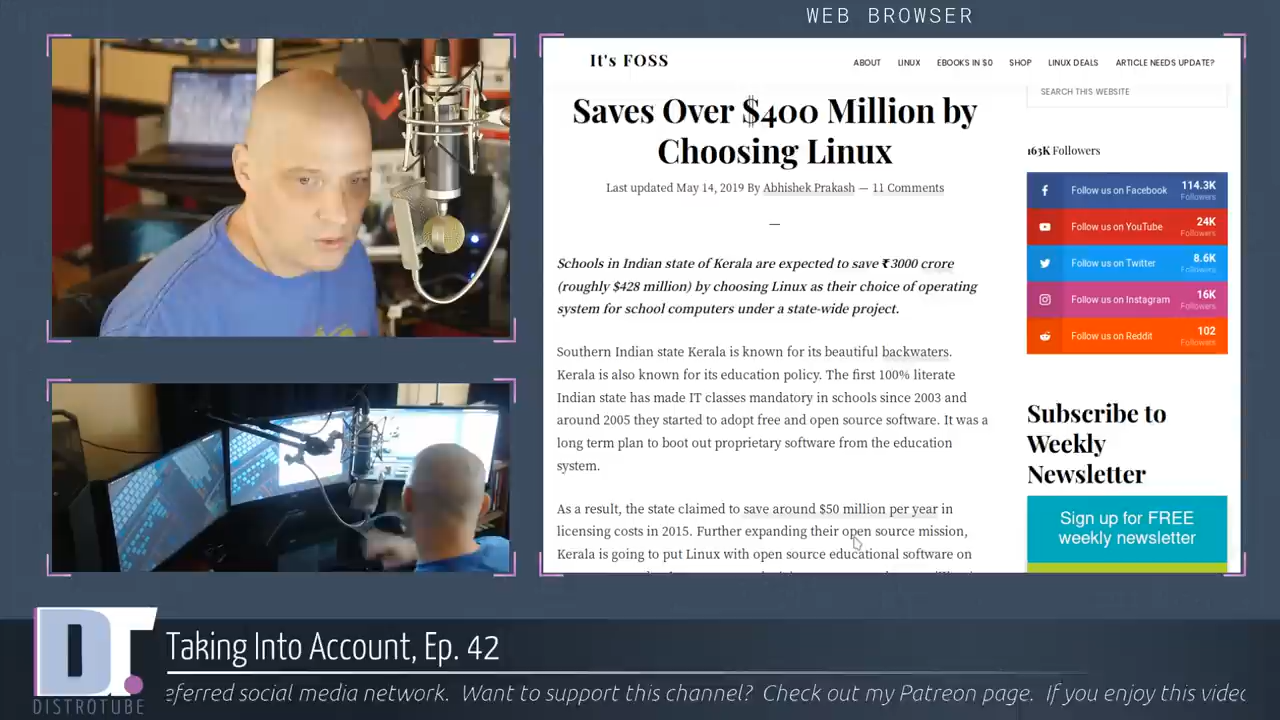 WEB BROWSER
It's FOSS
ABOUT LINUX EBOOKS IN $0 SHOP LINUX DEALS ARTICLE NEEDS UPDATE?
Saves Over $400 Million by
Choosing Linux
Last updated May 14, 2019 By Abhishek Prakash — 11 Comments
—
Schools in Indian state of Kerala are expected to save ₹3000 crore
(roughly $428 million) by choosing Linux as their choice of operating
system for school computers under a state-wide project.
Southern Indian state Kerala is known for its beautiful backwaters.
Kerala is also known for its education policy. The first 100% literate
Indian state has made IT classes mandatory in schools since 2003 and
around 2005 they started to adopt free and open source software. It was a
long term plan to boot out proprietary software from the education
system.
As a result, the state claimed to save around $50 million per year in
licensing costs in 2015. Further expanding their open source mission,
Kerala is going to put Linux with open source educational software on
SEARCH THIS WEBSITE
163K Followers
Follow us on Facebook 114.3K
Followers
Follow us on YouTube 24K
Followers
Follow us on Twitter 8.6K
Followers
Follow us on Instagram 16K
Followers
Follow us on Reddit 102
Followers
Subscribe to
Weekly
Newsletter
Sign up for FREE
weekly newsletter
DT
DISTROTUBE
Taking Into Account, Ep. 42
eferred social media network. Want to support this channel? Check out my Patreon page. If you enjoy this video